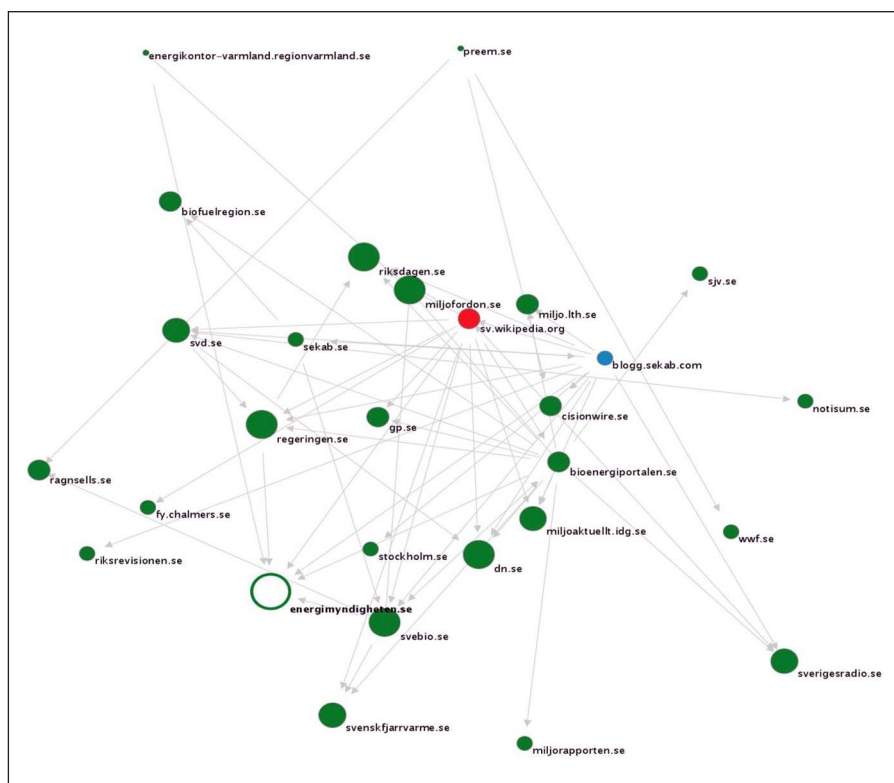 energikontor-varmland.regionvarmland.se
preem.se
biofuelregion.se
riksdagen.se
sjv.se
miljofordon.se
miljo.lth.se
sv.wikipedia.org
svd.se
sekab.se
blogg.sekab.com
notisum.se
cisionwire.se
gp.se
regeringen.se
bioenergiportalen.se
ragnsells.se
fy.chalmers.se
miljoaktuellt.idg.se
wwf.se
riksrevisionen.se
stockholm.se
dn.se
energimyndigheten.se
svebio.se
sverigesradio.se
svenskfjarrvarme.se
miljorapporten.se